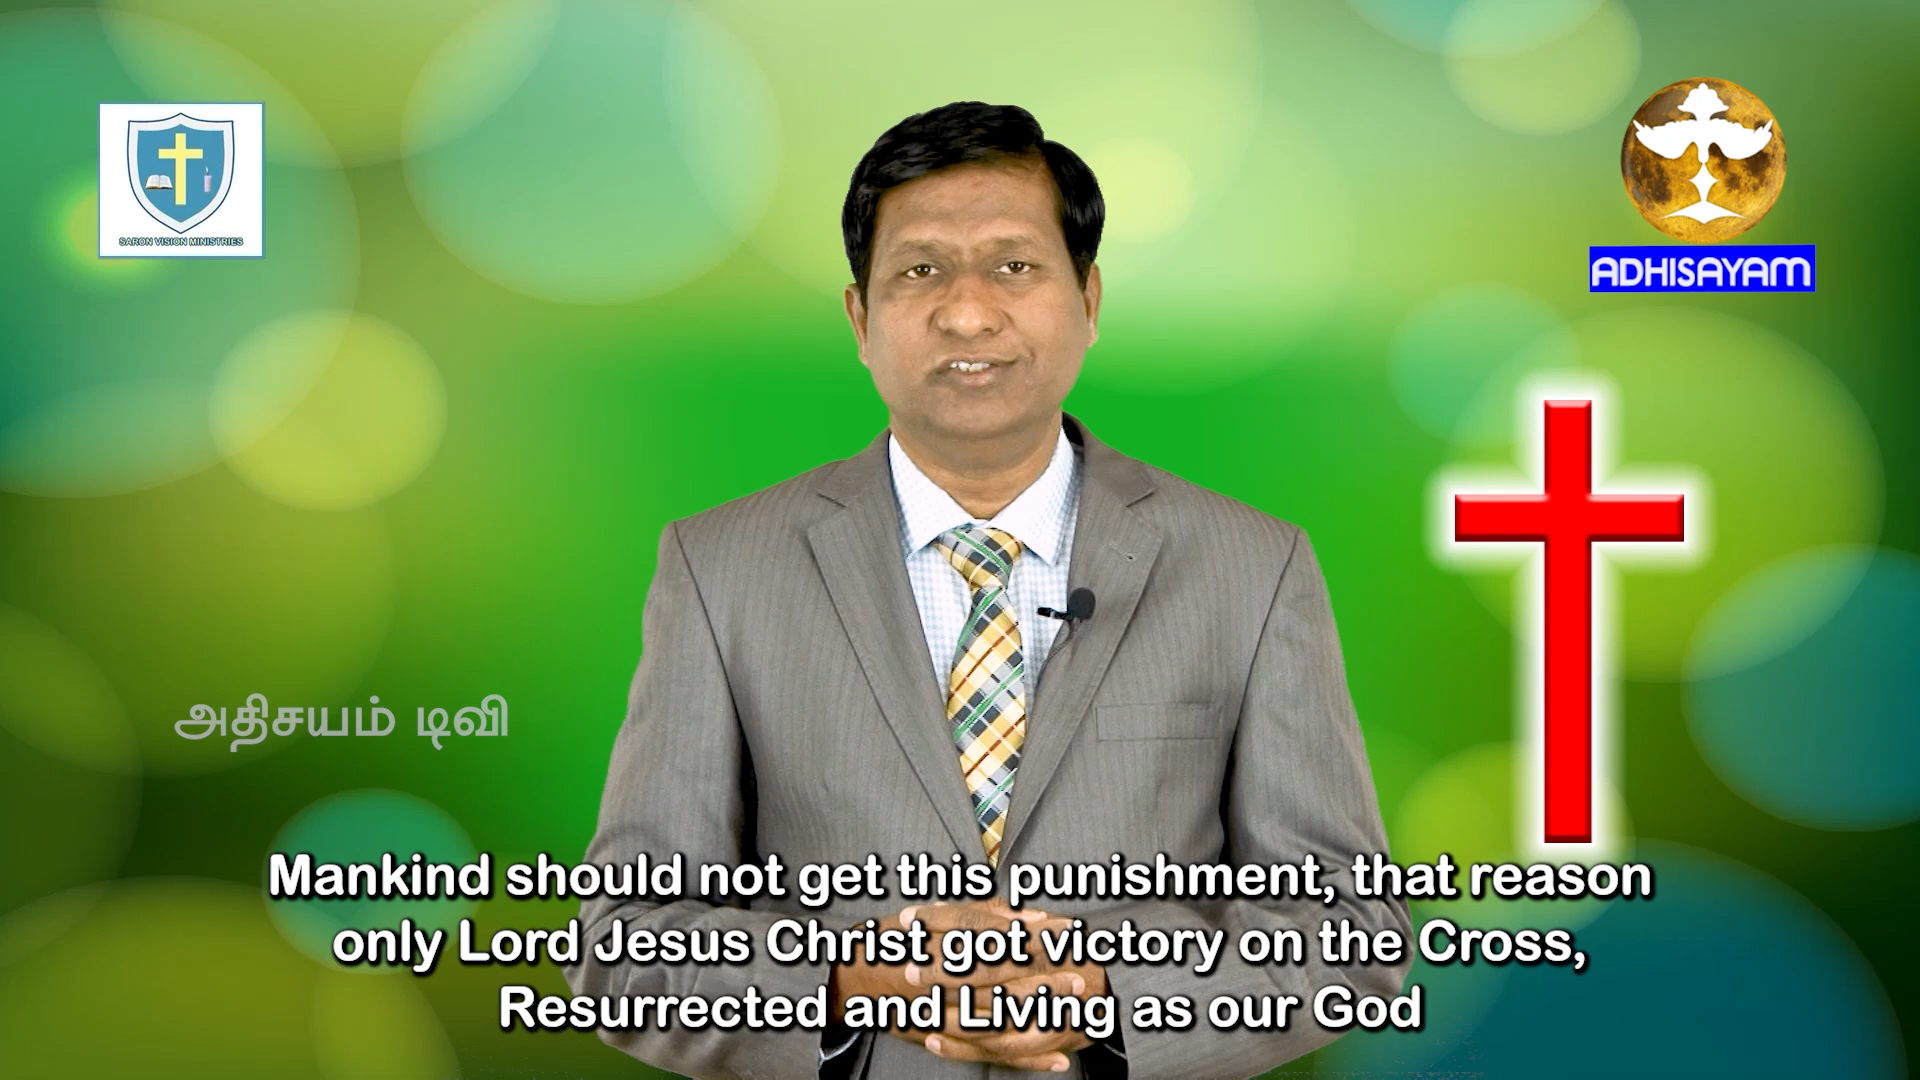 SARON VISION MINISTRIES
ADHISAYAM
அதிசயம் டிவி
Mankind should not get this punishment, that reason
only Lord Jesus Christ got victory on the Cross,
Resurrected and Living as our God